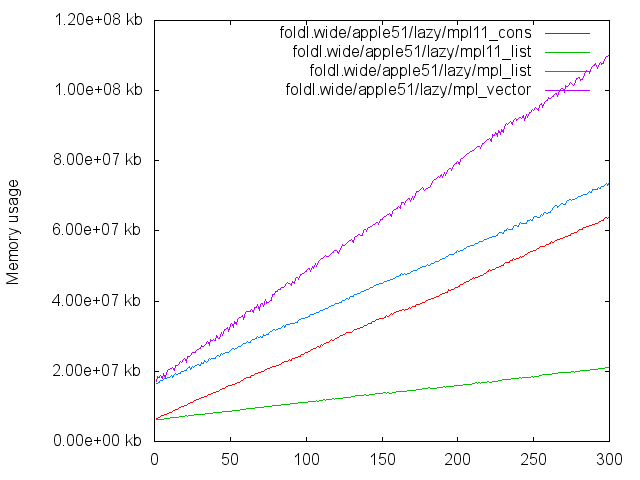 1.20e+08 kb
foldl.wide/apple51/lazy/mpl11_cons
foldl.wide/apple51/lazy/mpl11_list
foldl.wide/apple51/lazy/mpl_list
foldl.wide/apple51/lazy/mpl_vector
1.00e+08 kb
8.00e+07 kb
6.00e+07 kb
4.00e+07 kb
2.00e+07 kb
0.00e+00 kb
Memory usage
0 50 100 150 200 250 300